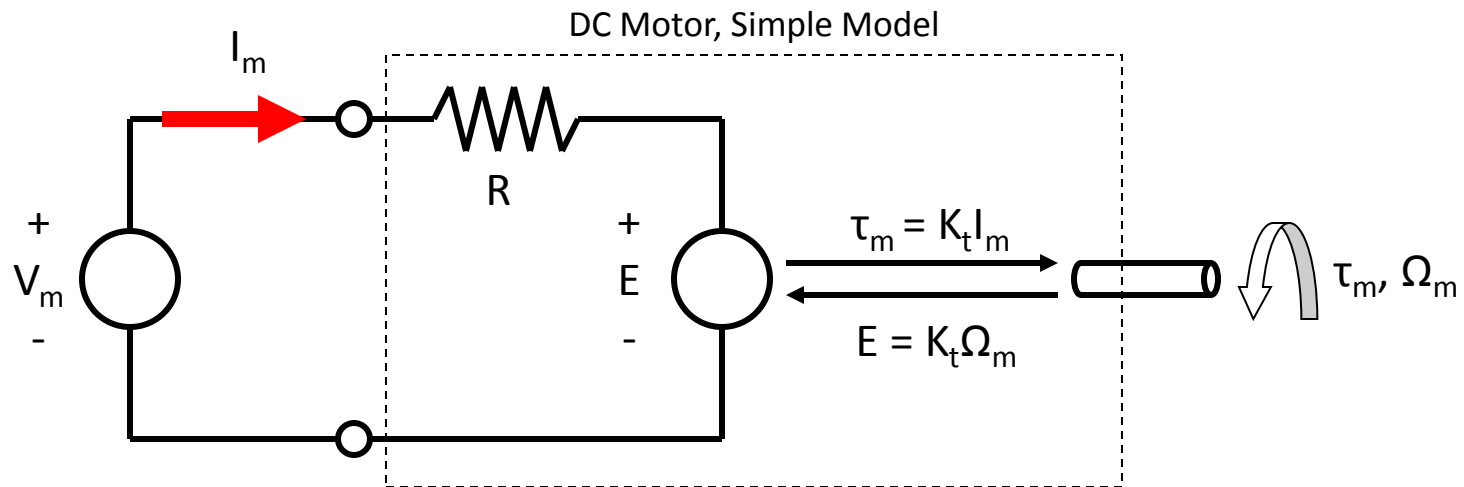 DC Motor, Simple Model
Iₘ
R
+
Vₘ
-
+
E
-
τₘ = KₜIₘ
E = KₜΩₘ
τₘ, Ωₘ